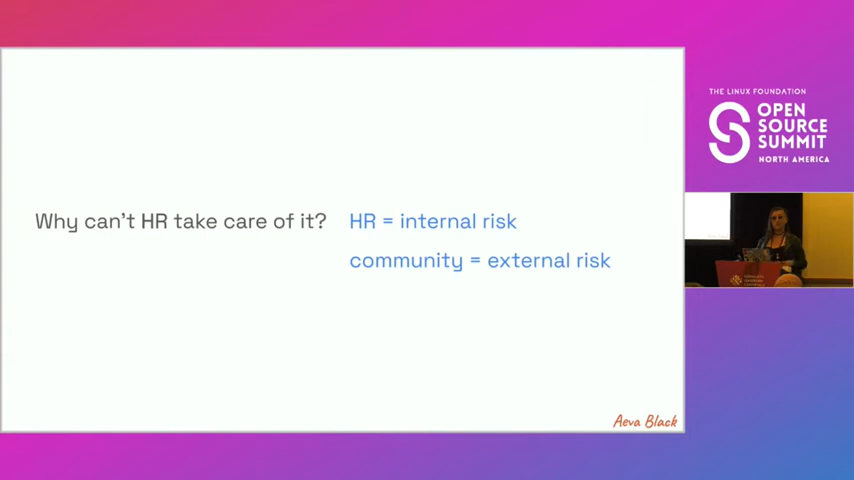 THE LINUX FOUNDATION
OPEN
SOURCE
SUMMIT
NORTH AMERICA
Why can't HR take care of it?
HR = internal risk
community = external risk
Aeva Black